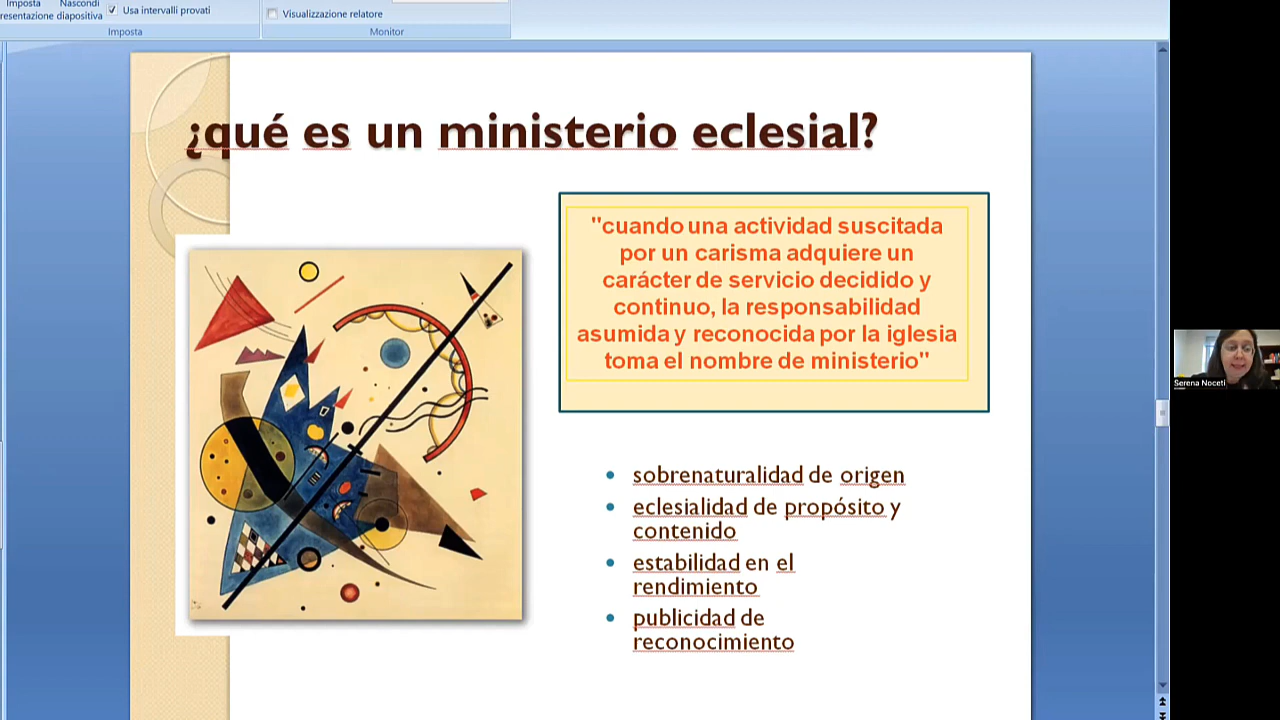 Imposta
resentazione
Nascondi
diapositiva
Usa intervalli provati
Visualizzazione relatore
Imposta
Monitor
¿qué es un ministerio eclesial?
"cuando una actividad suscitada
por un carisma adquiere un
carácter de servicio decidido y
continuo, la responsabilidad
asumida y reconocida por la iglesia
toma el nombre de ministerio"
• sobrenaturalidad de origen
• eclesialidad de propósito y
contenido
• estabilidad en el
rendimiento
• publicidad de
reconocimiento
Serena Noceti